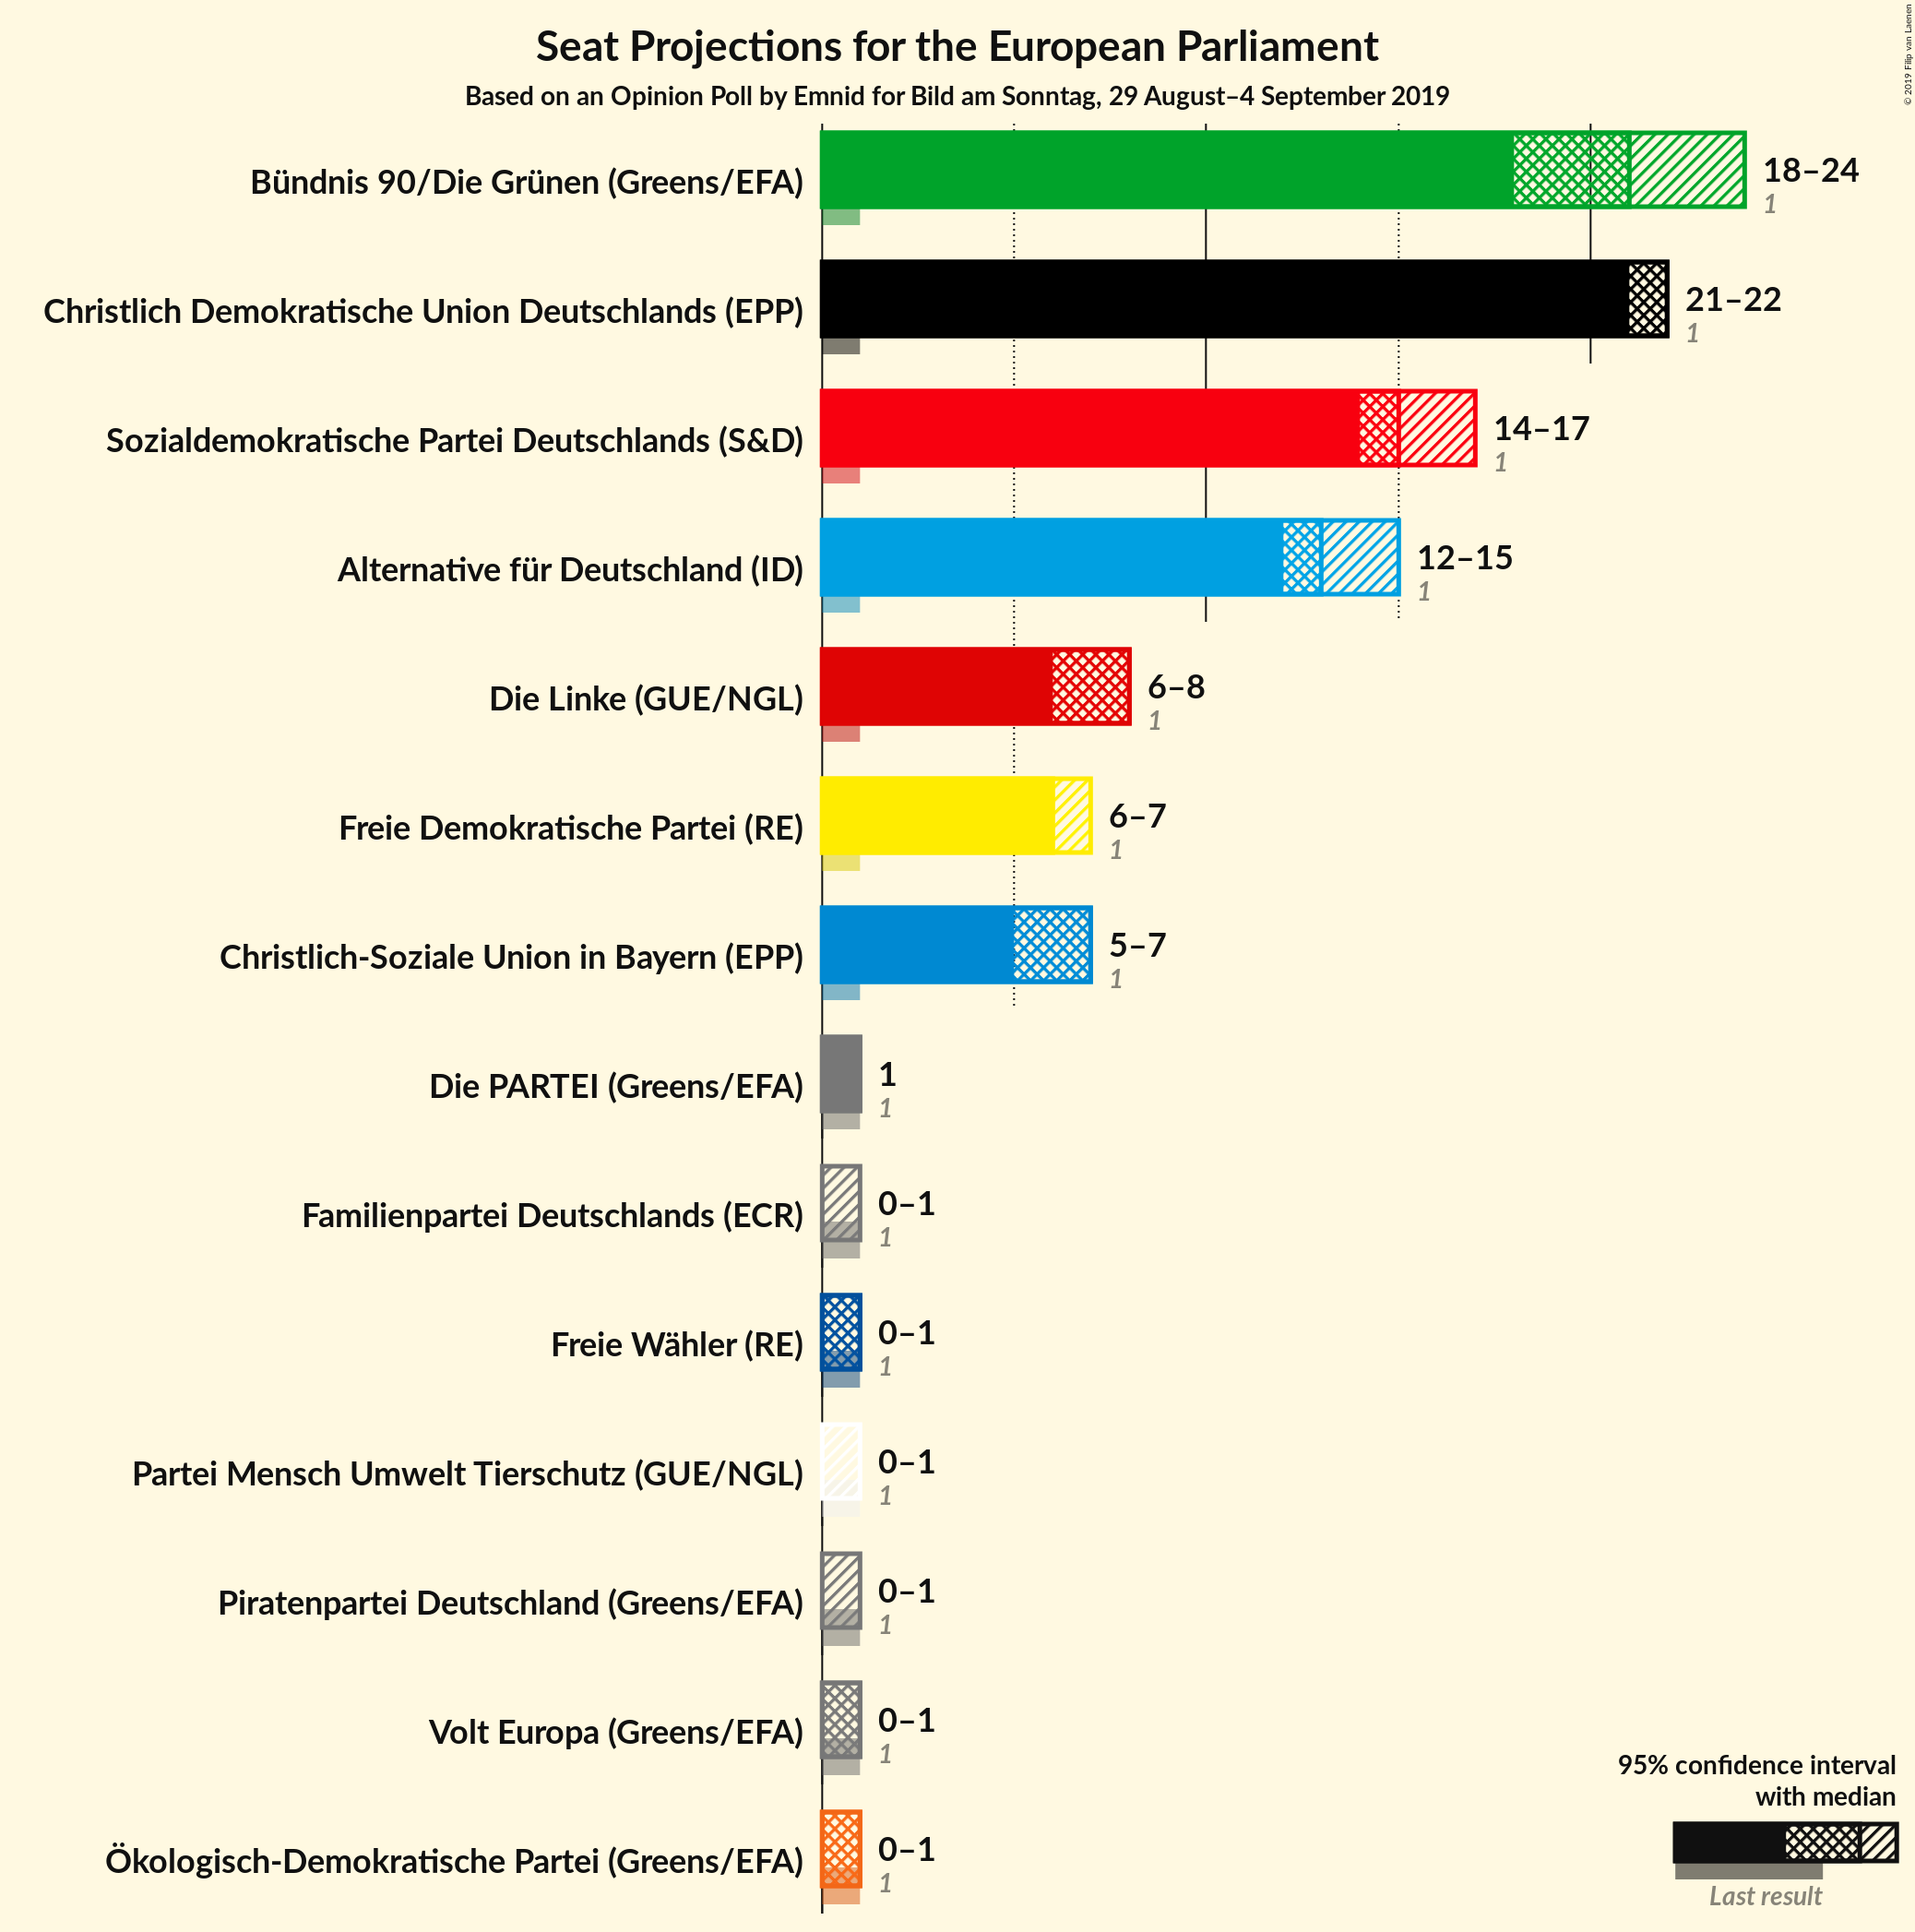 Seat Projections for the European Parliament
Based on an Opinion Poll by Emnid for Bild am Sonntag, 29 August–4 September 2019
© 2019 Filip van Laenen
Bündnis 90/Die Grünen (Greens/EFA)
18–24
1
Christlich Demokratische Union Deutschlands (EPP)
21–22
1
Sozialdemokratische Partei Deutschlands (S&D)
14–17
1
Alternative für Deutschland (ID)
12–15
1
Die Linke (GUE/NGL)
6–8
1
Freie Demokratische Partei (RE)
6–7
1
Christlich-Soziale Union in Bayern (EPP)
5–7
1
Die PARTEI (Greens/EFA)
1
1
Familienpartei Deutschlands (ECR)
0–1
1
Freie Wähler (RE)
0–1
1
Partei Mensch Umwelt Tierschutz (GUE/NGL)
0–1
1
Piratenpartei Deutschland (Greens/EFA)
0–1
1
Volt Europa (Greens/EFA)
0–1
1
Ökologisch-Demokratische Partei (Greens/EFA)
0–1
1
95% confidence interval
with median
Last result